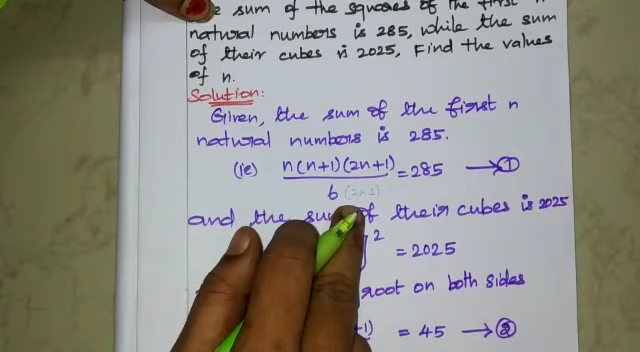 sum of the squares of the first n
natural numbers is 285, while the sum
of their cubes is 2025, Find the values
of n.
Solution:
Given, the sum of the first n
natural numbers is 285.
(ie) n(n+1)(2n+1)/6 (2×3) = 285 → ①
and the sum of their cubes is 2025
² = 2025
root on both sides
= 45 → ②